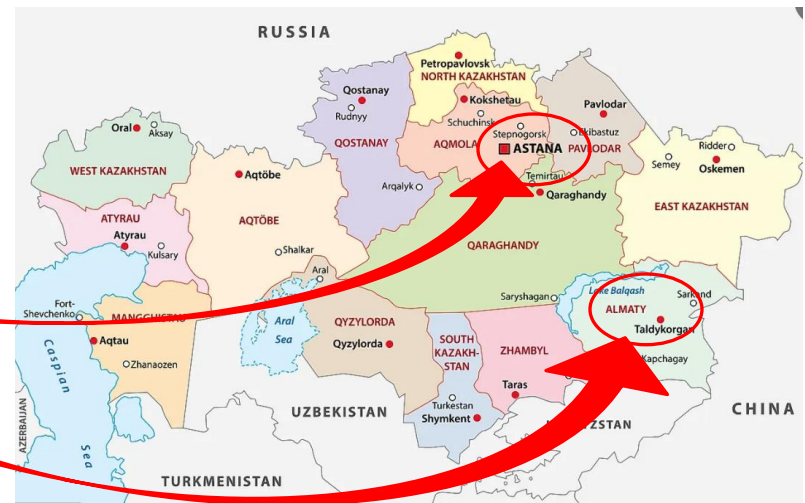 RUSSIA
Petropavlovsk
NORTH KAZAKHSTAN
Qostanay
Rudnyy
QOSTANAY
Kokshetau
Schuchinsk
Stepnogorsk
AQMOLA
ASTANA
Pavlodar
Ekibastuz
PAVLODAR
Oral
Aksay
WEST KAZAKHSTAN
Aqtöbe
AQTÖBE
Shalkar
Arqalyk
Temirtau
Qaraghandy
QARAGHANDY
Semey
Ridder
Oskemen
EAST KAZAKHSTAN
ATYRAU
Atyrau
Kulsary
Aral
Aral
Sea
Saryshagan
Lake Balqash
Sarkand
ALMATY
Taldykorgan
Kapchagay
Fort-
Shevchenko
MANGGHISTAU
Aqtau
Zhanaozen
Caspian
Sea
QYZYLORDA
Qyzylorda
SOUTH
KAZAKH-
STAN
Turkestan
Shymkent
ZHAMBYL
Taras
AZERBAIJAN
UZBEKISTAN
TURKMENISTAN
CHINA